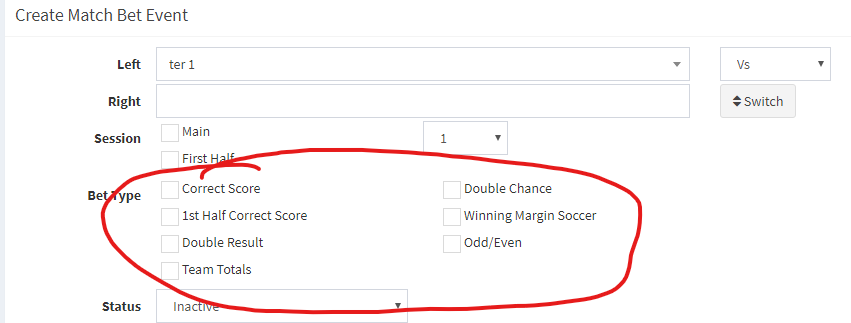 Create Match Bet Event
Left ter 1 Vs
Right Switch
Session Main 1
First Half
Bet Type Correct Score Double Chance
1st Half Correct Score Winning Margin Soccer
Double Result Odd/Even
Team Totals
Status Inactive